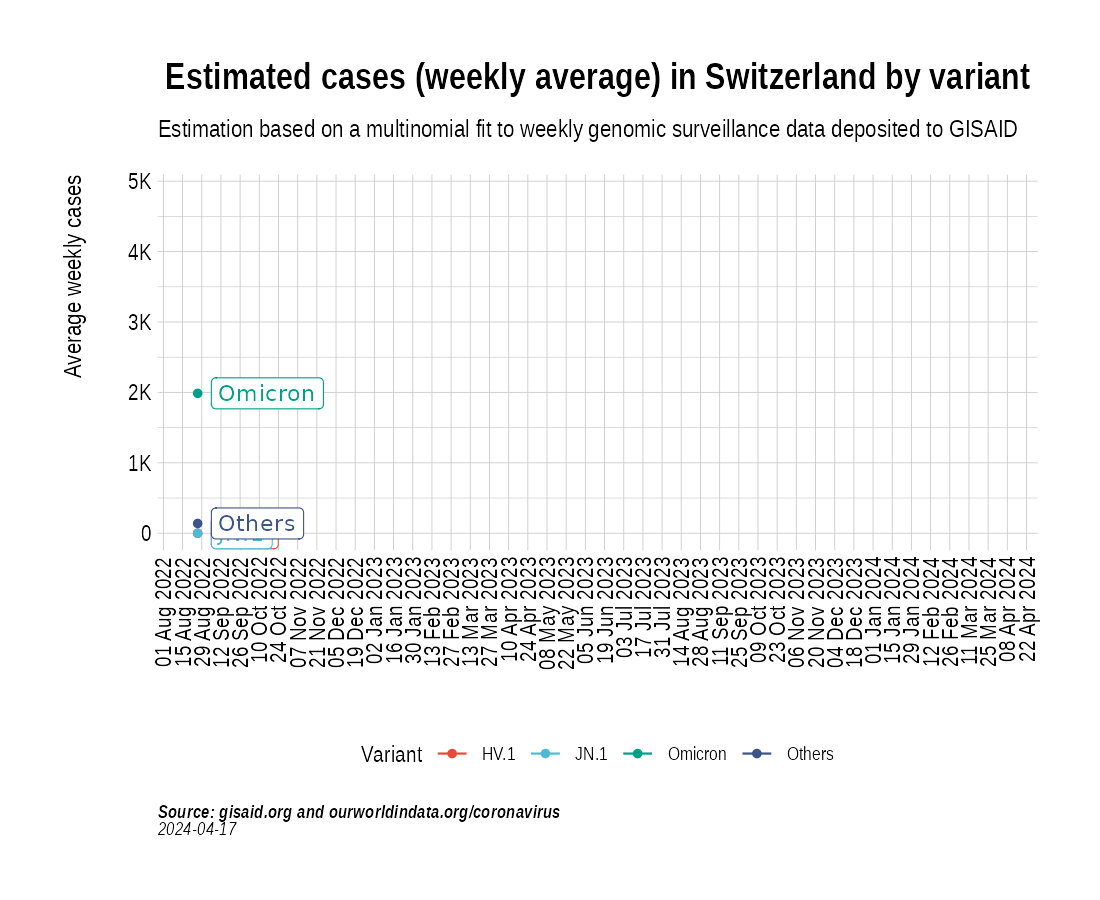 Estimated cases (weekly average) in Switzerland by variant
Estimation based on a multinomial fit to weekly genomic surveillance data deposited to GISAID
Average weekly cases
5K
4K
3K
2K
1K
0
Omicron
Others
01 Aug 2022
15 Aug 2022
29 Aug 2022
12 Sep 2022
26 Sep 2022
10 Oct 2022
24 Oct 2022
07 Nov 2022
21 Nov 2022
05 Dec 2022
19 Dec 2022
02 Jan 2023
16 Jan 2023
30 Jan 2023
13 Feb 2023
27 Feb 2023
13 Mar 2023
27 Mar 2023
10 Apr 2023
24 Apr 2023
08 May 2023
22 May 2023
05 Jun 2023
19 Jun 2023
03 Jul 2023
17 Jul 2023
31 Jul 2023
14 Aug 2023
28 Aug 2023
11 Sep 2023
25 Sep 2023
09 Oct 2023
23 Oct 2023
06 Nov 2023
20 Nov 2023
04 Dec 2023
18 Dec 2023
01 Jan 2024
15 Jan 2024
29 Jan 2024
12 Feb 2024
26 Feb 2024
11 Mar 2024
25 Mar 2024
08 Apr 2024
22 Apr 2024
Variant HV.1 JN.1 Omicron Others
Source: gisaid.org and ourworldindata.org/coronavirus
2024-04-17